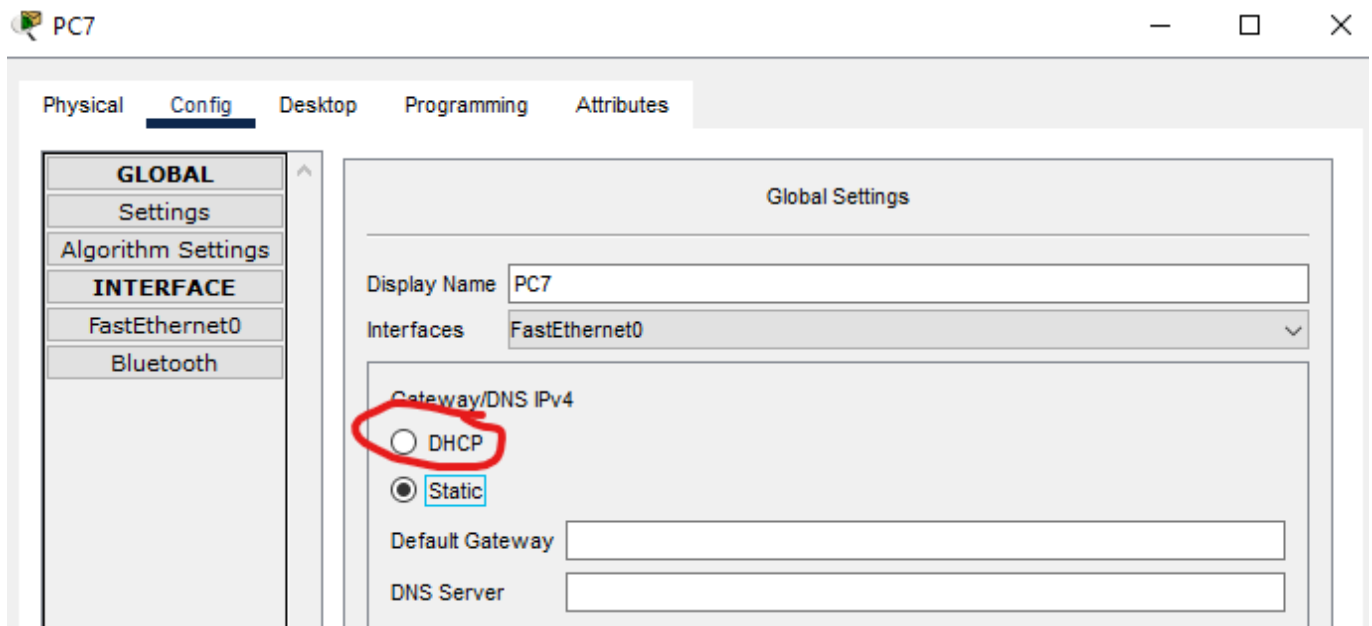 PC7
Physical Config Desktop Programming Attributes
GLOBAL
Settings
Algorithm Settings
INTERFACE
FastEthernet0
Bluetooth
Global Settings
Display Name PC7
Interfaces FastEthernet0
Gateway/DNS IPv4
DHCP
Static
Default Gateway
DNS Server